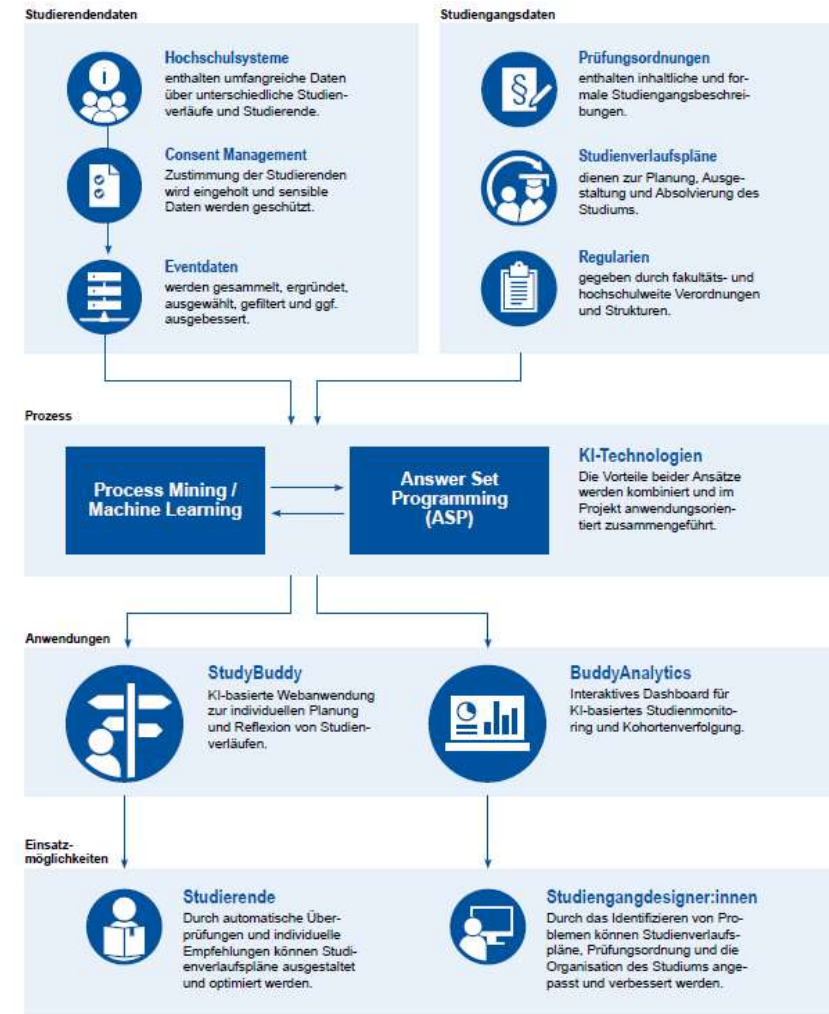 Studierendendaten
Hochschulsysteme
enthalten umfangreiche Daten
über unterschiedliche Studien-
verläufe und Studierende.
Consent Management
Zustimmung der Studierenden
wird eingeholt und sensible
Daten werden geschützt.
Eventdaten
werden gesammelt, ergründet,
ausgewählt, gefiltert und ggf.
ausgebessert.
Studiengangsdaten
Prüfungsordnungen
enthalten inhaltliche und for-
male Studiengangsbeschrei-
bungen.
Studienverlaufspläne
dienen zur Planung, Ausge-
staltung und Absolvierung des
Studiums.
Regularien
gegeben durch fakultäts- und
hochschulweite Verordnungen
und Strukturen.
Prozess
Process Mining /
Machine Learning
Answer Set
Programming
(ASP)
KI-Technologien
Die Vorteile beider Ansätze
werden kombiniert und im
Projekt anwendungsorien-
tiert zusammengeführt.
Anwendungen
StudyBuddy
KI-basierte Webanwendung
zur individuellen Planung
und Reflexion von Studien-
verläufen.
BuddyAnalytics
Interaktives Dashboard für
KI-basiertes Studienmonito-
ring und Kohortenverfolgung.
Einsatz-
möglichkeiten
Studierende
Durch automatische Über-
prüfungen und individuelle
Empfehlungen können Studi-
enverlaufspläne ausgestaltet
und optimiert werden.
Studiengangdesigner:innen
Durch das Identifizieren von Pro-
blemen können Studienverlaufs-
pläne, Prüfungsordnung und die
Organisation des Studiums ange-
passt und verbessert werden.